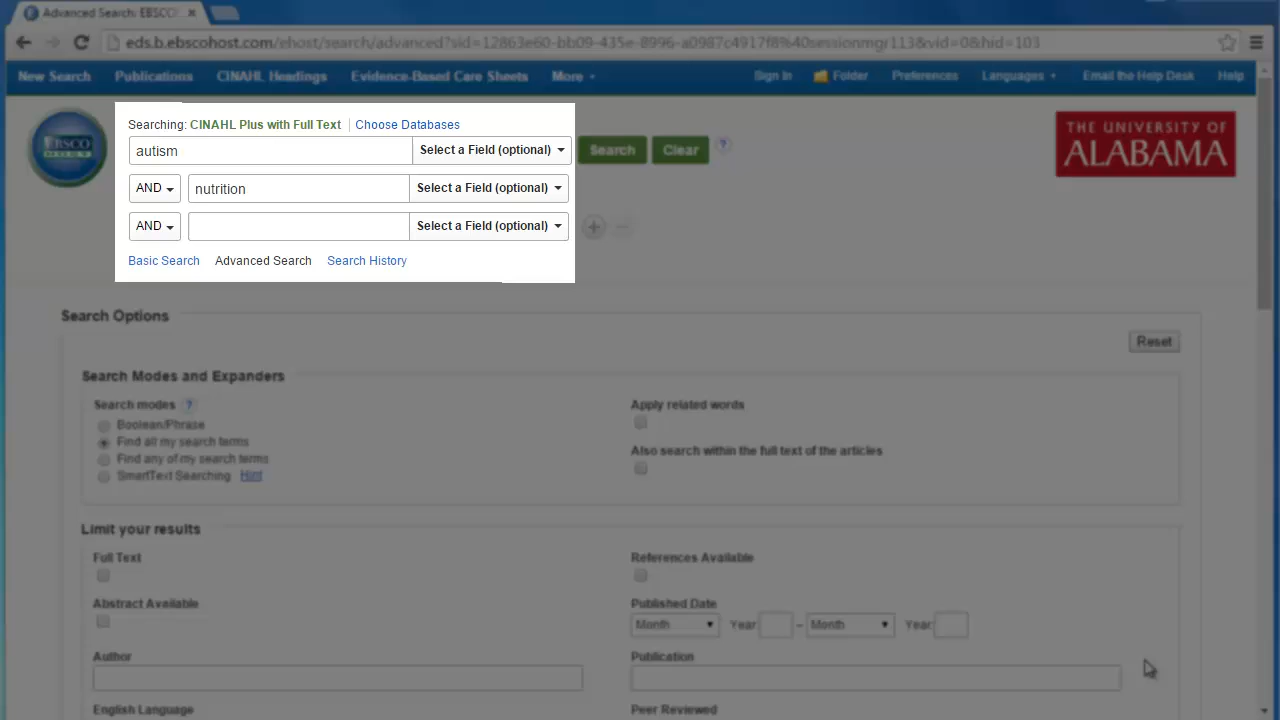 Advanced Search: EBSCO
eds.b.ebscohost.com/ehost/search/advanced?sid=12863e60-bb09-435e-8996-a0987c4917f8%40sessionmgr113&vid=0&hid=103
New Search Publications CINAHL Headings Evidence-Based Care Sheets More Sign In Folder Preferences Languages Email the Help Desk Help
Searching: CINAHL Plus with Full Text Choose Databases
EBSCO
autism Select a Field (optional) Search Clear ?
THE UNIVERSITY OF
ALABAMA
AND nutrition Select a Field (optional)
AND Select a Field (optional)
Basic Search Advanced Search Search History
Search Options
Reset
Search Modes and Expanders
Search modes ?
Boolean/Phrase
Find all my search terms
Find any of my search terms
SmartText Searching Hint
Apply related words
Also search within the full text of the articles
Limit your results
Full Text
References Available
Abstract Available
Published Date
Month Year – Month Year
Author
Publication
English Language
Peer Reviewed